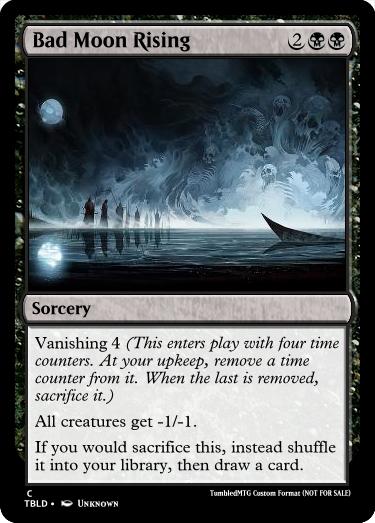 Bad Moon Rising 2
Sorcery
Vanishing 4 (This enters play with four time
counters. At your upkeep, remove a time
counter from it. When the last is removed,
sacrifice it.)
All creatures get -1/-1.
If you would sacrifice this, instead shuffle
it into your library, then draw a card.
C
TBLD • Unknown
TumbledMTG Custom Format (NOT FOR SALE)